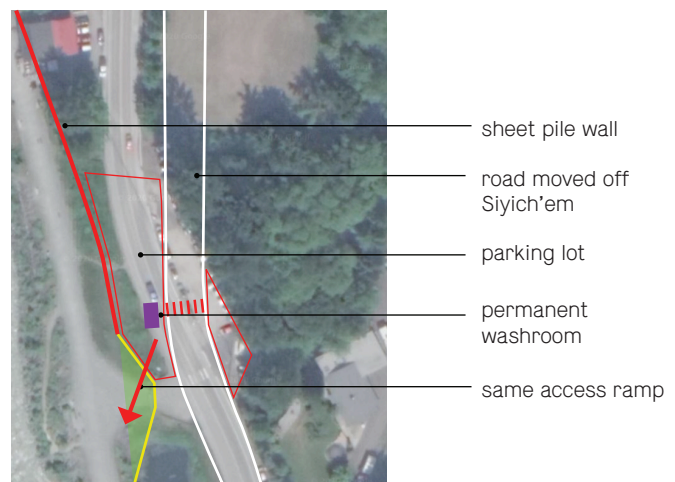 sheet pile wall
road moved off
Siyich'em
parking lot
permanent
washroom
same access ramp